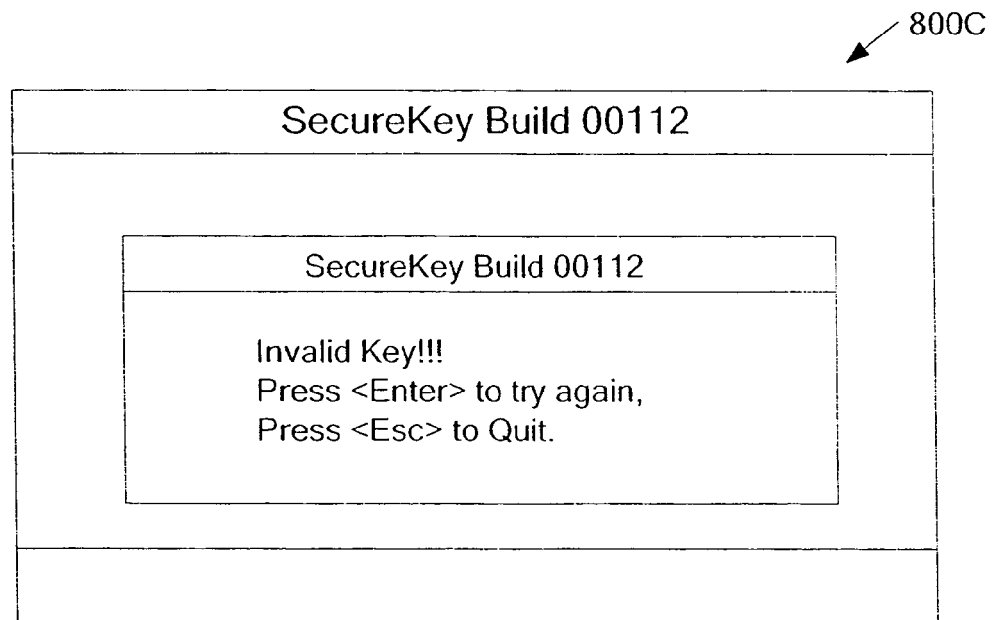 800C
SecureKey Build 00112
SecureKey Build 00112
Invalid Key!!!
Press <Enter> to try again,
Press <Esc> to Quit.